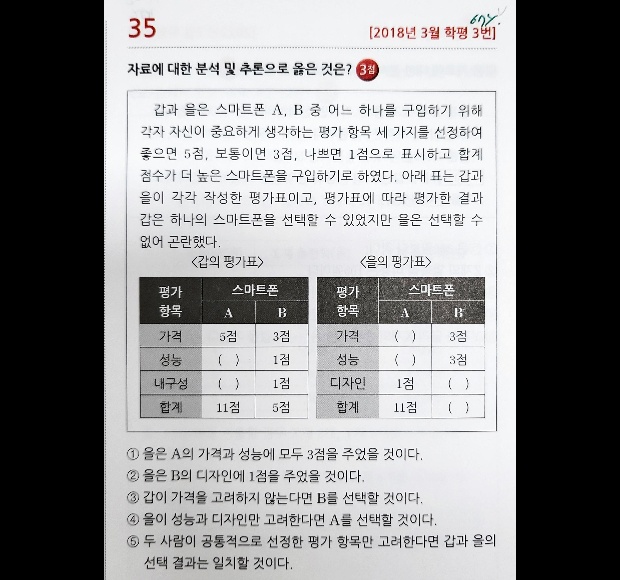 35
[2018년 3월 학평 3번]
자료에 대한 분석 및 추론으로 옳은 것은? 3점
갑과 을은 스마트폰 A, B 중 어느 하나를 구입하기 위해
각자 자신이 중요하게 생각하는 평가 항목 세 가지를 선정하여
좋으면 5점, 보통이면 3점, 나쁘면 1점으로 표시하고 합계
점수가 더 높은 스마트폰을 구입하기로 하였다. 아래 표는 갑과
을이 각각 작성한 평가표이고, 평가표에 따라 평가한 결과
갑은 하나의 스마트폰을 선택할 수 있었지만 을은 선택할 수
없어 곤란했다.
<갑의 평가표>
평가 항목 스마트폰
A B
가격 5점 3점
성능 ( ) 1점
내구성 ( ) 1점
합계 11점 5점
<을의 평가표>
평가 항목 스마트폰
A B
가격 ( ) 3점
성능 ( ) 3점
디자인 1점 ( )
합계 11점 ( )
① 을은 A의 가격과 성능에 모두 3점을 주었을 것이다.
② 을은 B의 디자인에 1점을 주었을 것이다.
③ 갑이 가격을 고려하지 않는다면 B를 선택할 것이다.
④ 을이 성능과 디자인만 고려한다면 A를 선택할 것이다.
⑤ 두 사람이 공통적으로 선정한 평가 항목만 고려한다면 갑과 을의
선택 결과는 일치할 것이다.